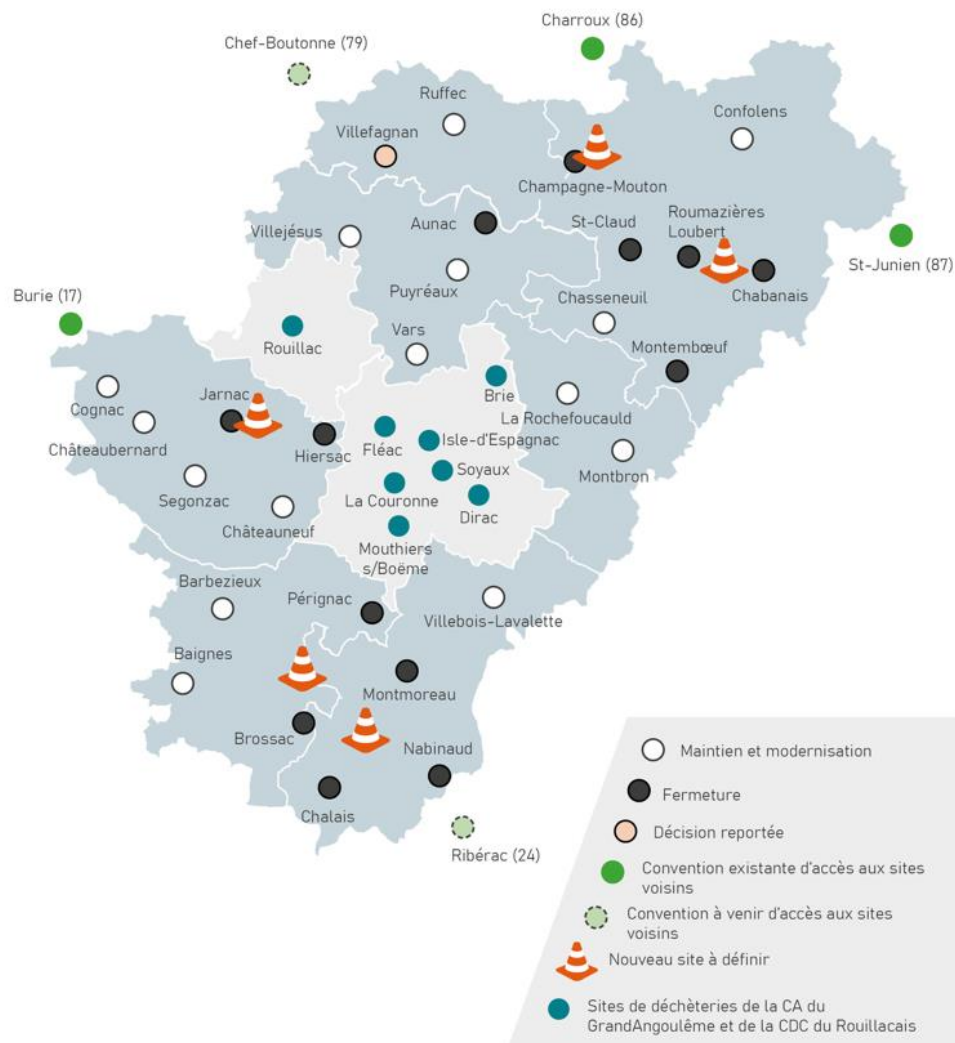 Charroux (86)
Chef-Boutonne (79)
Ruffec
Confolens
Villefagnan
Champagne-Mouton
Aunac
St-Claud
Roumazières
Loubert
Villejésus
St-Junien (87)
Puyréaux
Chabanais
Burie (17)
Chasseneuil
Vars
Rouillac
Montembœuf
Brie
Jarnac
Cognac
La Rochefoucauld
Châteaubernard
Hiersac
Fléac
Isle-d'Espagnac
Soyaux
Montbron
Segonzac
La Couronne
Dirac
Châteauneuf
Mouthiers
s/Boëme
Barbezieux
Pérignac
Villebois-Lavalette
Baignes
Montmoreau
Brossac
Nabinaud
Chalais
Ribérac (24)
Maintien et modernisation
Fermeture
Décision reportée
Convention existante d'accès aux sites
voisins
Convention à venir d'accès aux sites
voisins
Nouveau site à définir
Sites de déchèteries de la CA du
GrandAngoulême et de la CDC du Rouillacais